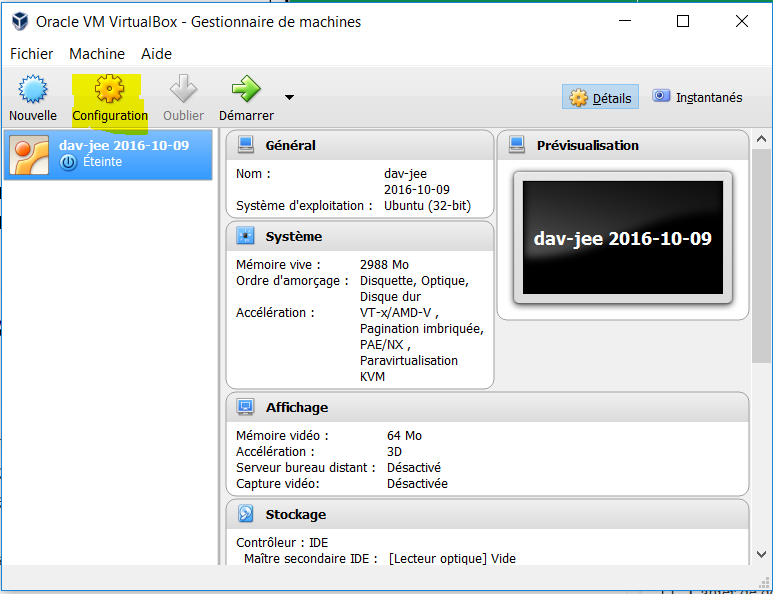 Oracle VM VirtualBox - Gestionnaire de machines
Fichier Machine Aide
Nouvelle Configuration Oublier Démarrer Détails Instantanés
dav-jee 2016-10-09
Éteinte
Général
Nom : dav-jee
2016-10-09
Système d'exploitation : Ubuntu (32-bit)
Prévisualisation
dav-jee 2016-10-09
Système
Mémoire vive : 2988 Mo
Ordre d'amorçage : Disquette, Optique,
Disque dur
Accélération : VT-x/AMD-V ,
Pagination imbriquée,
PAE/NX ,
Paravirtualisation
KVM
Affichage
Mémoire vidéo : 64 Mo
Accélération : 3D
Serveur bureau distant : Désactivé
Capture vidéo: Désactivée
Stockage
Contrôleur : IDE
Maître secondaire IDE : [Lecteur optique] Vide